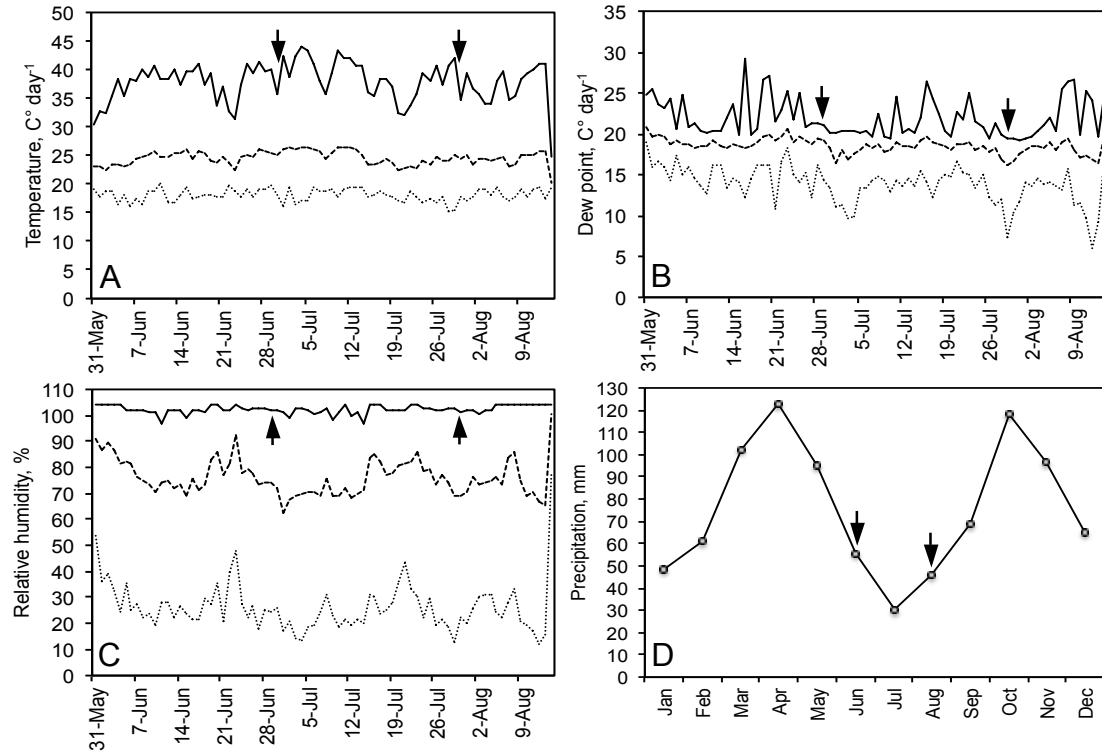 Temperature, C° day-1
50
45
40
35
30
25
20
15
10
5
0
A
31-May
7-Jun
14-Jun
21-Jun
28-Jun
5-Jul
12-Jul
19-Jul
26-Jul
2-Aug
9-Aug
Dew point, C° day-1
35
30
25
20
15
10
5
0
B
31-May
7-Jun
14-Jun
21-Jun
28-Jun
5-Jul
12-Jul
19-Jul
26-Jul
2-Aug
9-Aug
Relative humidity, %
110
100
90
80
70
60
50
40
30
20
10
0
C
31-May
7-Jun
14-Jun
21-Jun
28-Jun
5-Jul
12-Jul
19-Jul
26-Jul
2-Aug
9-Aug
Precipitation, mm
130
120
110
100
90
80
70
60
50
40
30
20
10
0
D
Jan
Feb
Mar
Apr
May
Jun
Jul
Aug
Sep
Oct
Nov
Dec